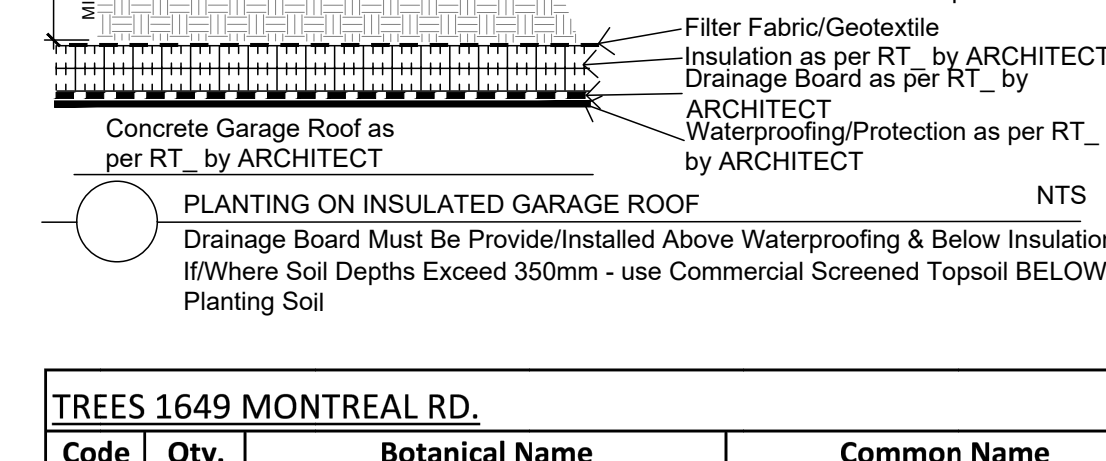 MI
Filter Fabric/Geotextile
Insulation as per RT_ by ARCHITECT
Drainage Board as per RT_ by
ARCHITECT
Waterproofing/Protection as per RT_
by ARCHITECT
Concrete Garage Roof as
per RT_ by ARCHITECT
PLANTING ON INSULATED GARAGE ROOF
NTS
Drainage Board Must Be Provide/Installed Above Waterproofing & Below Insulation
If/Where Soil Depths Exceed 350mm - use Commercial Screened Topsoil BELOW
Planting Soil
TREES 1649 MONTREAL RD.
Code Qty. Botanical Name Common Name